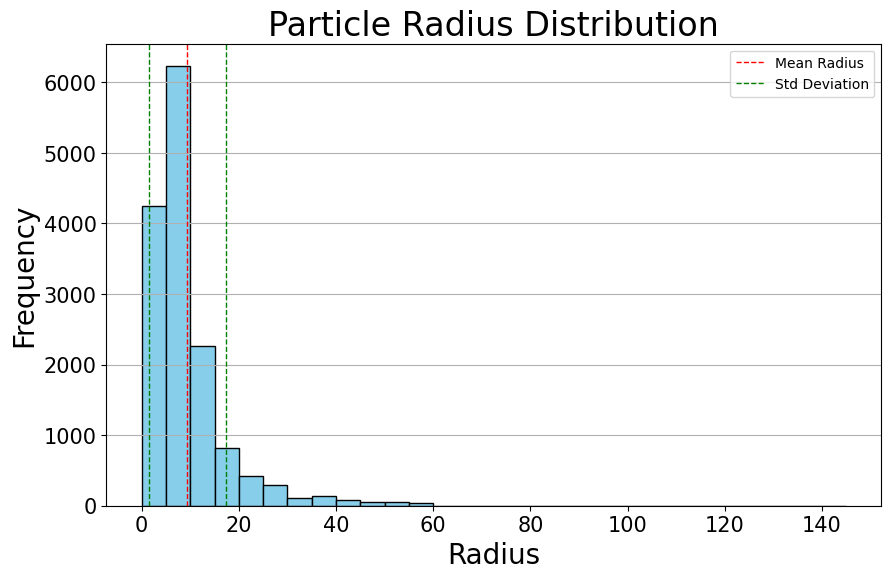 Particle Radius Distribution
Mean Radius
Std Deviation
Frequency
6000
5000
4000
3000
2000
1000
0
0 20 40 60 80 100 120 140
Radius